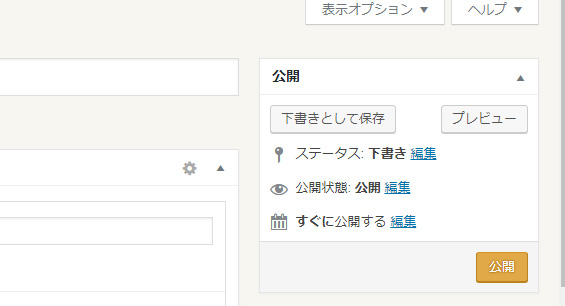 表示オプション ▼
ヘルプ ▼
公開
下書きとして保存
プレビュー
ステータス: 下書き 編集
公開状態: 公開 編集
すぐに公開する 編集
公開